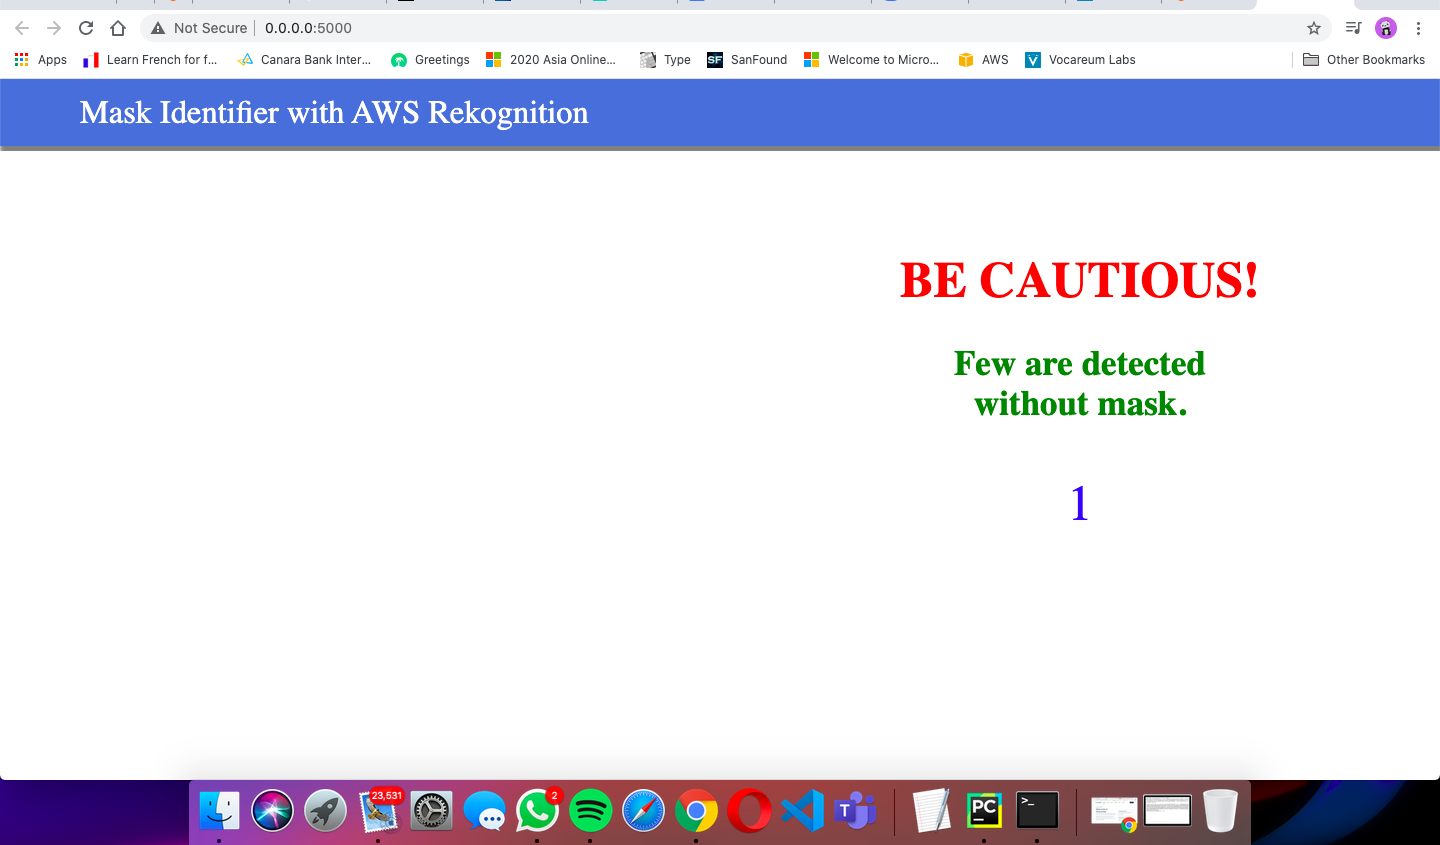 Not Secure | 0.0.0.0:5000
Apps Learn French for f... Canara Bank Inter... Greetings 2020 Asia Online... Type SF SanFound Welcome to Micro... AWS V Vocareum Labs Other Bookmarks
Mask Identifier with AWS Rekognition
BE CAUTIOUS!
Few are detected
without mask.
1
23,531 2
T PC >_